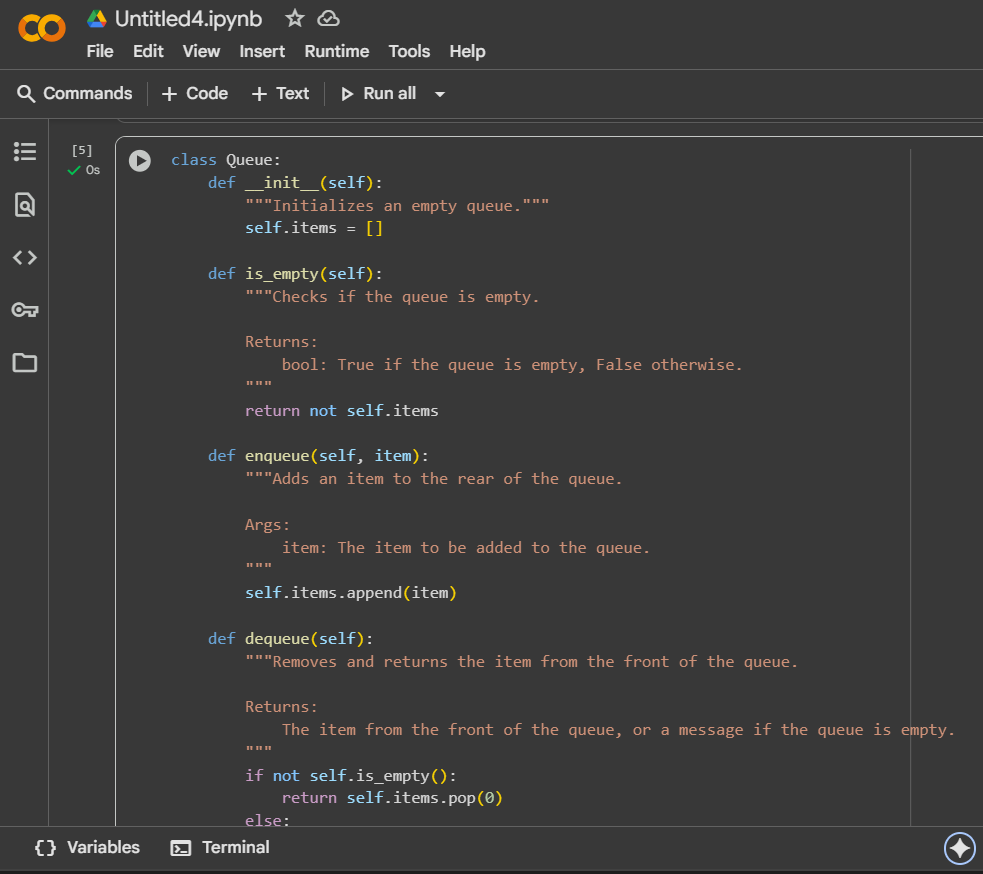 Untitled4.ipynb
File Edit View Insert Runtime Tools Help
Commands + Code + Text Run all
[5]
0s
class Queue:
    def __init__(self):
        """Initializes an empty queue."""
        self.items = []
    def is_empty(self):
        """Checks if the queue is empty.
        Returns:
            bool: True if the queue is empty, False otherwise.
        """
        return not self.items
    def enqueue(self, item):
        """Adds an item to the rear of the queue.
        Args:
            item: The item to be added to the queue.
        """
        self.items.append(item)
    def dequeue(self):
        """Removes and returns the item from the front of the queue.
        Returns:
            The item from the front of the queue, or a message if the queue is empty.
        """
        if not self.is_empty():
            return self.items.pop(0)
        else:
{} Variables Terminal